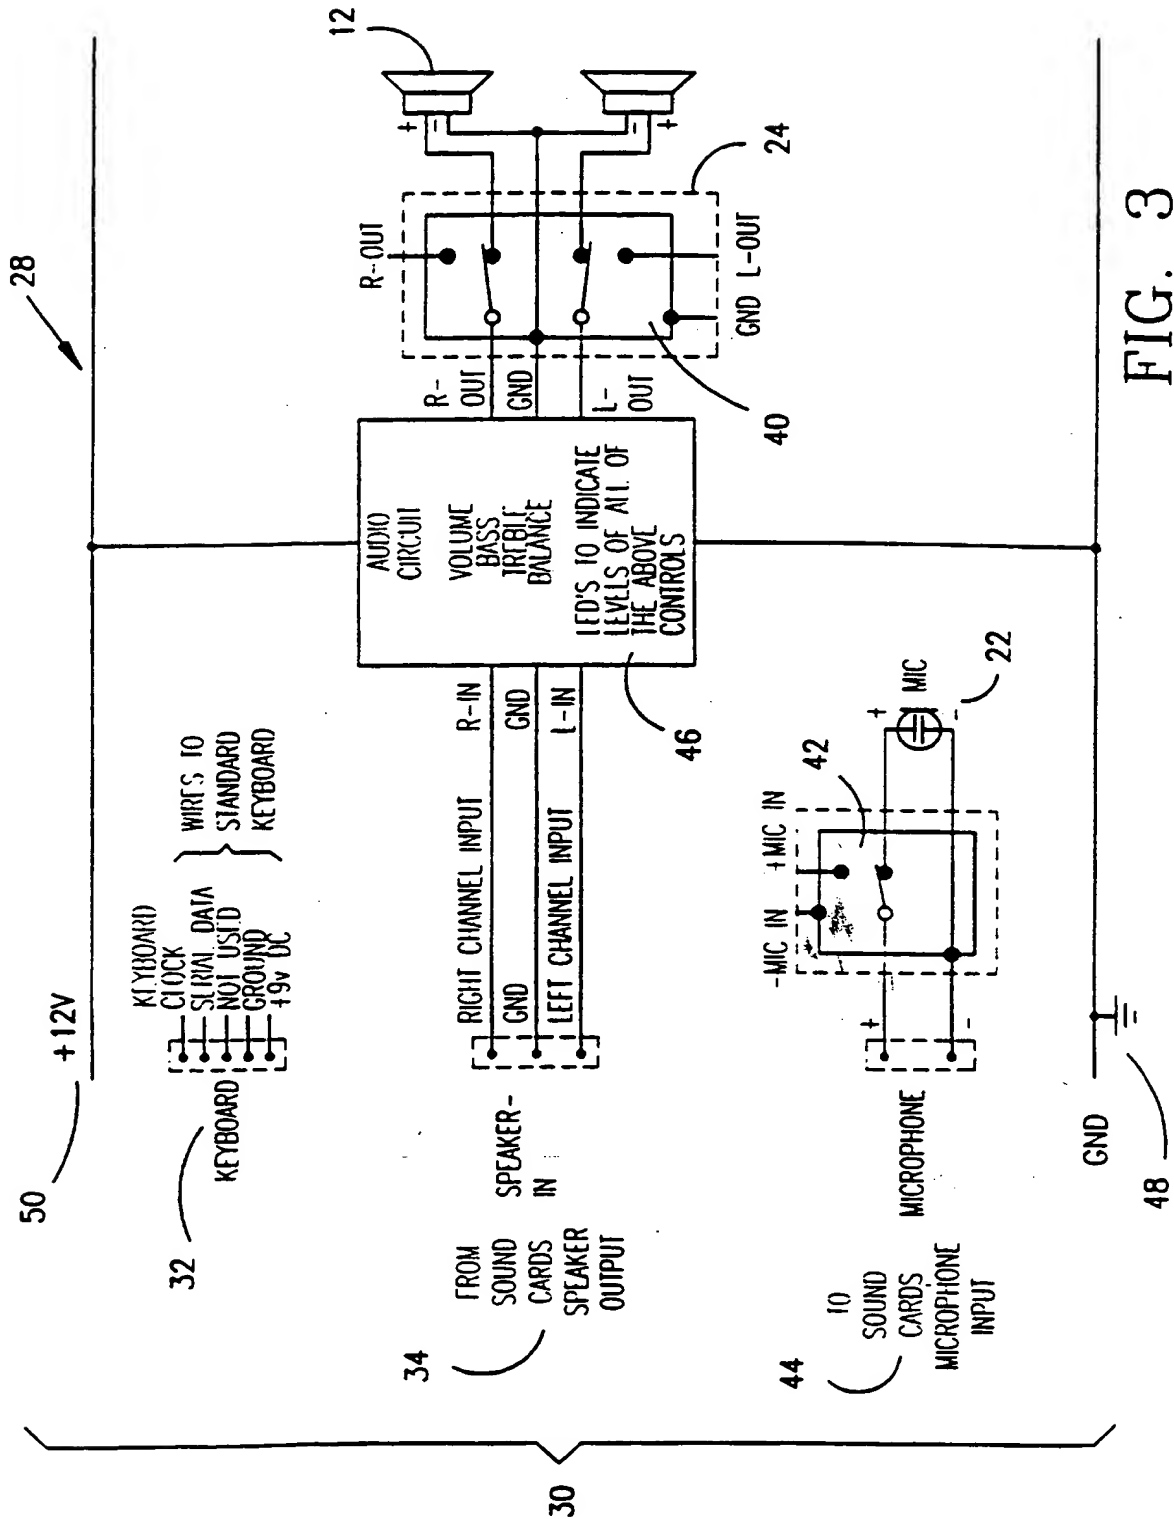 28
50
+12V
32
KEYBOARD
KEYBOARD
CLOCK
SERIAL DATA
NOT USED
GROUND
+9v DC
WIRES TO
STANDARD
KEYBOARD
30
34
FROM
SOUND
CARDS
SPEAKER
OUTPUT
SPEAKER-
IN
RIGHT CHANNEL INPUT
GND
LEFT CHANNEL INPUT
R-IN
GND
L-IN
46
AUDIO
CIRCUIT
VOLUME
BASS
TREBLE
BALANCE
LED'S TO INDICATE
LEVELS OF ALL OF
THE ABOVE
CONTROLS
R-
OUT
GND
L-
OUT
40
R-OUT
GND
L-OUT
24
+
-
-
+
12
44
TO
SOUND
CARDS
MICROPHONE
INPUT
MICROPHONE
+
-
-MIC IN
+MIC IN
42
+
MIC
-
22
GND
48
FIG. 3